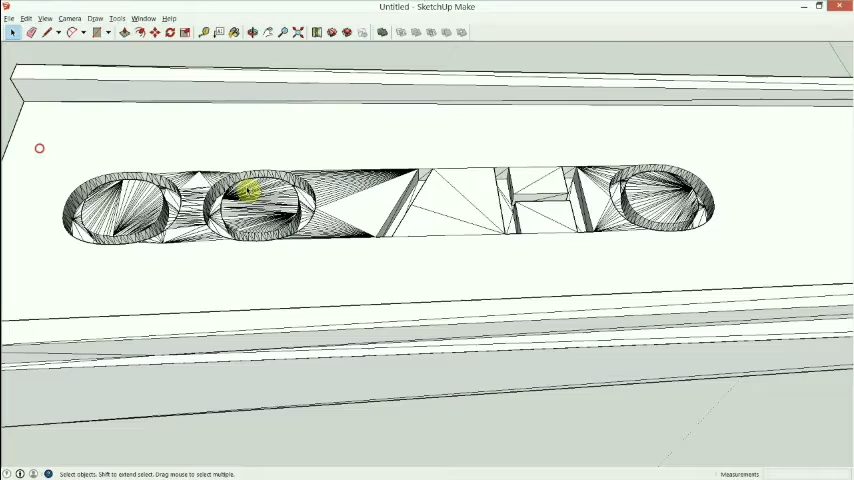 Untitled - SketchUp Make
File Edit View Camera Draw Tools Window Help
Select objects. Shift to extend select. Drag mouse to select multiple.
Measurements